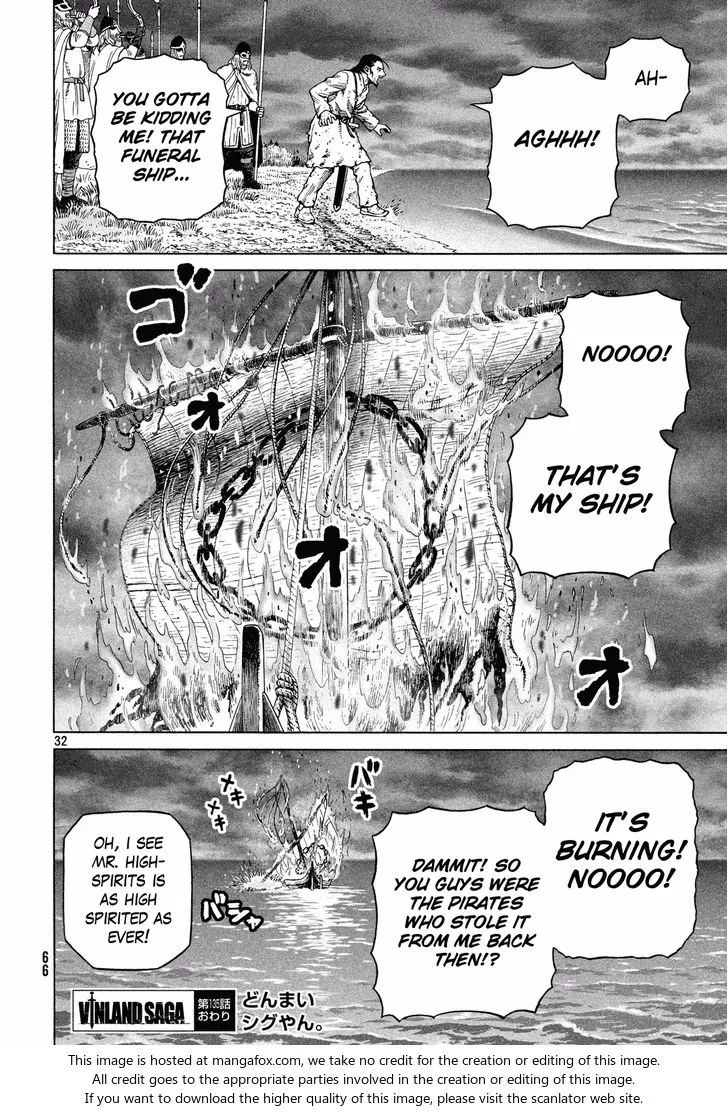 AH-
AGHHH!
YOU GOTTA
BE KIDDING
ME! THAT
FUNERAL
SHIP...
ゴ
オ
オ
オ
NOOOO!
THAT'S
MY SHIP!
32
IT'S
BURNING!
NOOOO!
DAMMIT! SO
YOU GUYS WERE
THE PIRATES
WHO STOLE IT
FROM ME BACK
THEN!?
バキ
メキ
メキ
バシャ
OH, I SEE
MR. HIGH-
SPIRITS IS
AS HIGH
SPIRITED AS
EVER!
66
VINLAND SAGA
第135話
おわり
どんまい
シグやん。
This image is hosted at mangafox.com, we take no credit for the creation or editing of this image.
All credit goes to the appropriate parties involved in the creation or editing of this image.
If you want to download the higher quality of this image, please visit the scanlator web site.